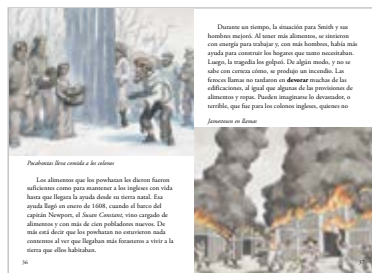 Pocahontas lleva comida a los colonos
Los alimentos que los powhatan les dieron fueron
suficientes como para mantener a los ingleses con vida
hasta que llegara la ayuda desde su tierra natal. Esa
ayuda llegó en enero de 1608, cuando el barco del
capitán Newport, el Susan Constant, vino cargado de
alimentos y con más de cien pobladores nuevos. De
más está decir que los powhatan no estuvieron nada
contentos al ver que llegaban más foraneros a vivir a la
tierra que ellos habitaban.
36
Durante un tiempo, la situación para Smith y sus
hombres mejoró. Al tener más alimentos, se sintieron
con energía para trabajar y, con más hombres, había más
ayuda para construir los hogares que tanto necesitaban.
Luego, la tragedia los golpeó. De algún modo, y no se
sabe con certeza cómo, se produjo un incendio. Las
feroces llamas no tardaron en devorar muchas de las
edificaciones, al igual que algunas de las provisiones de
alimentos y ropas. Pueden imaginarse lo devastador, o
terrible, que fue para los colonos ingleses, quienes no
Jamestown en llamas
37